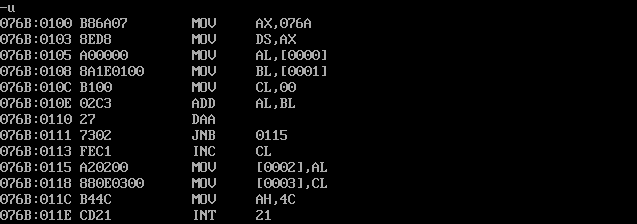 -u
076B:0100 B86A07 MOV AX,076A
076B:0103 8ED8 MOV DS,AX
076B:0105 A00000 MOV AL,[0000]
076B:0108 8A1E0100 MOV BL,[0001]
076B:010C B100 MOV CL,00
076B:010E 02C3 ADD AL,BL
076B:0110 27 DAA
076B:0111 7302 JNB 0115
076B:0113 FEC1 INC CL
076B:0115 A20200 MOV [0002],AL
076B:0118 880E0300 MOV [0003],CL
076B:011C B44C MOV AH,4C
076B:011E CD21 INT 21